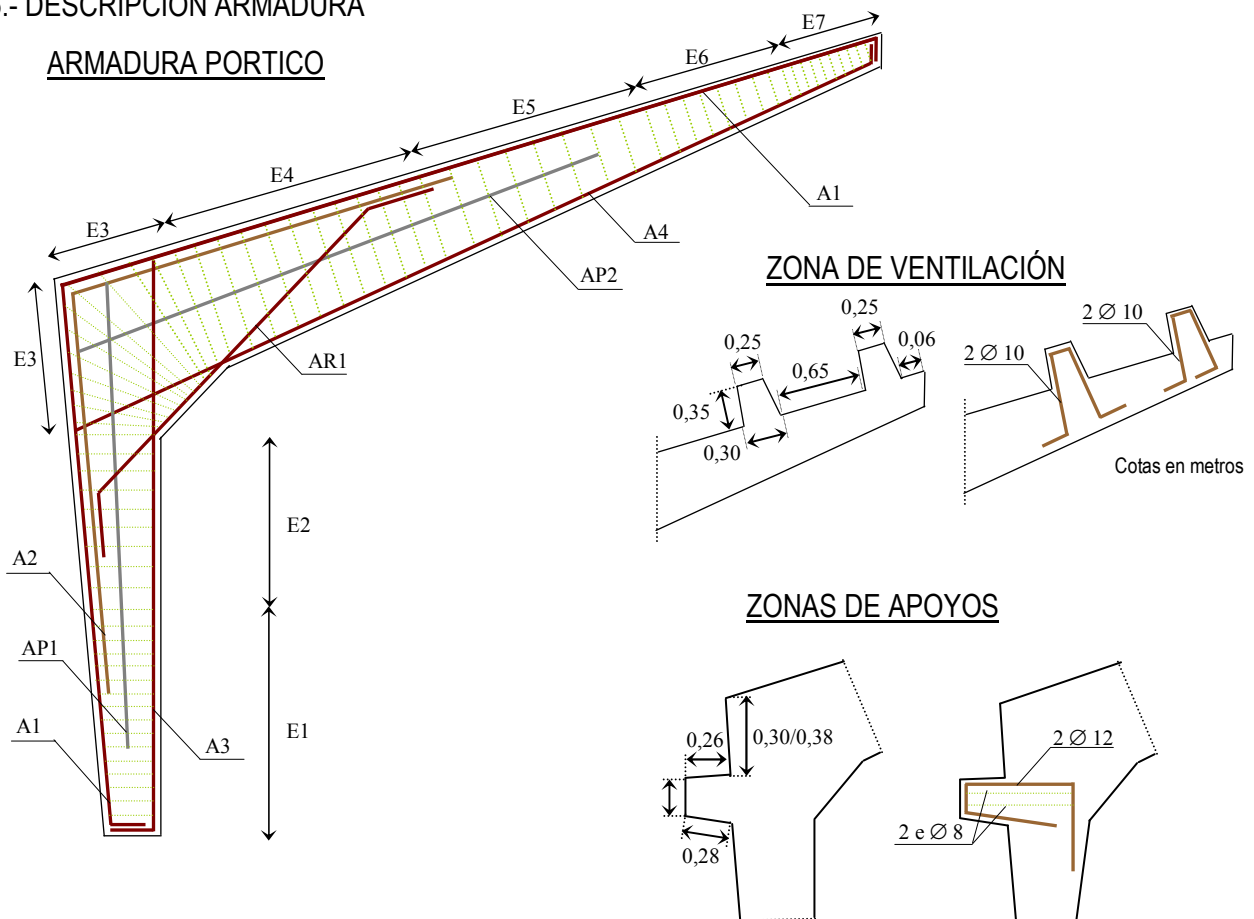 .- DESCRIPCION ARMADURA
ARMADURA PORTICO
E7
E6
E5
E4
E3
E3
A1
A4
AP2
AR1
E2
A2
AP1
E1
A1
A3
ZONA DE VENTILACIÓN
0,25
0,25
0,06
0,65
0,35
0,30
2 ∅ 10
2 ∅ 10
Cotas en metros
ZONAS DE APOYOS
0,26
0,30/0,38
0,28
2 ∅ 12
2 e ∅ 8